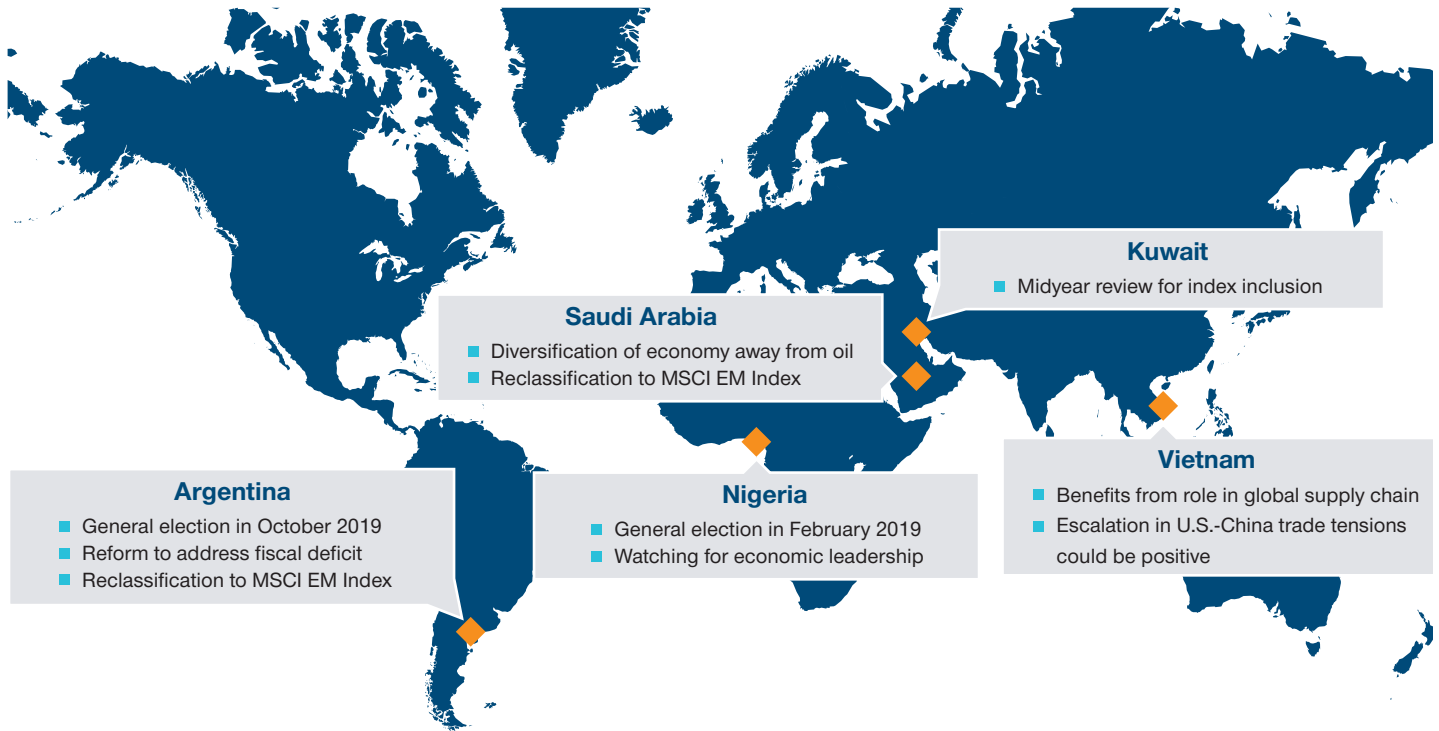 Kuwait
Midyear review for index inclusion
Saudi Arabia
Diversification of economy away from oil
Reclassification to MSCI EM Index
Argentina
General election in October 2019
Reform to address fiscal deficit
Reclassification to MSCI EM Index
Nigeria
General election in February 2019
Watching for economic leadership
Vietnam
Benefits from role in global supply chain
Escalation in U.S.-China trade tensions
could be positive